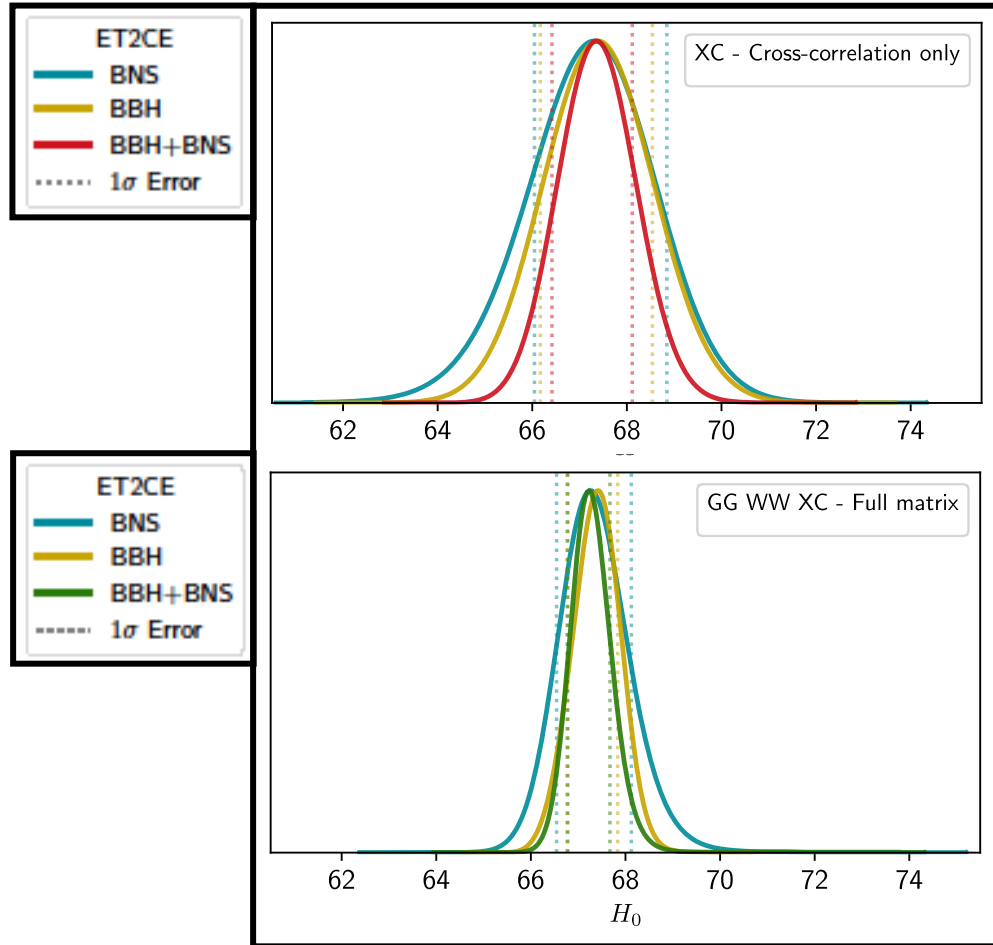 ET2CE
BNS
BBH
BBH+BNS
1σ Error
XC - Cross-correlation only
62 64 66 68 70 72 74
ET2CE
BNS
BBH
BBH+BNS
1σ Error
GG WW XC - Full matrix
62 64 66 68 70 72 74
H₀